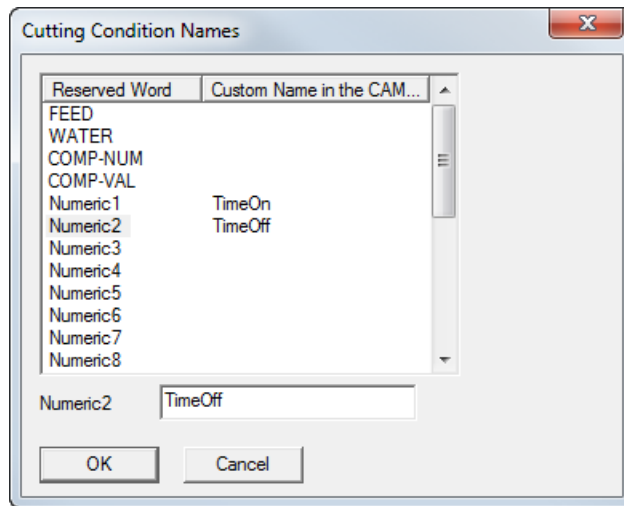 Cutting Condition Names
Reserved Word Custom Name in the CAM...
FEED
WATER
COMP-NUM
COMP-VAL
Numeric1 TimeOn
Numeric2 TimeOff
Numeric3
Numeric4
Numeric5
Numeric6
Numeric7
Numeric8
Numeric2 TimeOff
OK Cancel